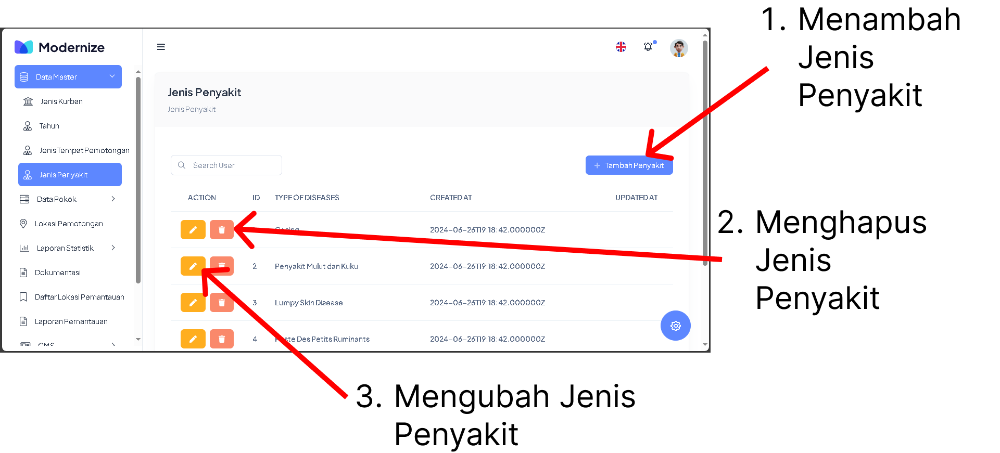 1. Menambah
Jenis
Penyakit
Modernize
Data Master
Jenis Kurban
Tahun
Jenis Tempat Pemotongan
Jenis Penyakit
Data Pokok
Lokasi Pemotongan
Laporan Statistik
Dokumentasi
Daftar Lokasi Pemantauan
Laporan Pemantauan
CMS
Jenis Penyakit
Jenis Penyakit
Search User
+ Tambah Penyakit
ACTION ID TYPE OF DISEASES CREATED AT UPDATED AT
2024-06-26T19:18:42.000000Z
2 Penyakit Mulut dan Kuku 2024-06-26T19:18:42.000000Z
3 Lumpy Skin Disease 2024-06-26T19:18:42.000000Z
4 Des Petits Ruminants 2024-06-26T19:18:42.000000Z
2. Menghapus
Jenis
Penyakit
3. Mengubah Jenis
Penyakit